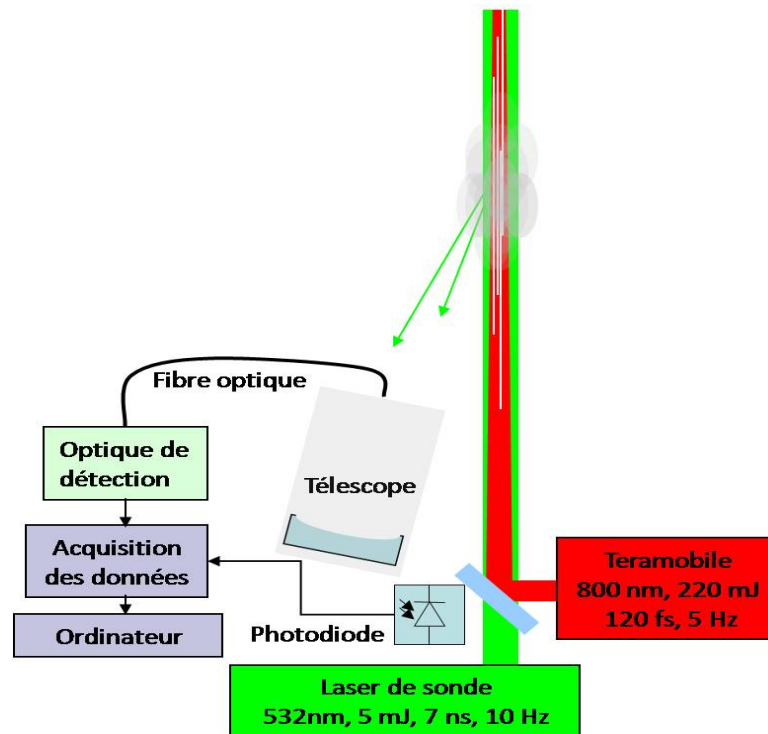 Fibre optique
Optique de
détection
Télescope
Acquisition
des données
Teramobile
800 nm, 220 mJ
120 fs, 5 Hz
Ordinateur
Photodiode
Laser de sonde
532nm, 5 mJ, 7 ns, 10 Hz